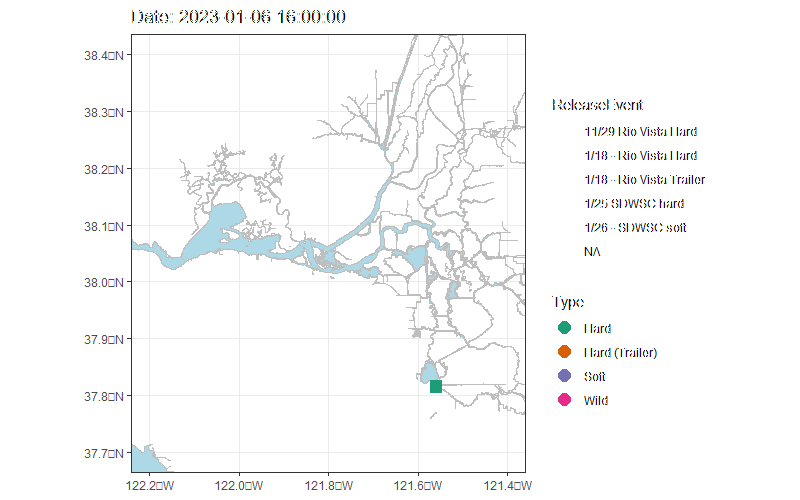 Date: 2023-01-06 16:00:00
38.4□N
38.3□N
38.2□N
38.1□N
38.0□N
37.9□N
37.8□N
37.7□N
122.2□W
122.0□W
121.8□W
121.6□W
121.4□W
ReleaseEvent
11/29 Rio Vista Hard
1/18 - Rio Vista Hard
1/18 - Rio Vista Trailer
1/25 SDWSC hard
1/26 - SDWSC soft
NA
Type
Hard
Hard (Trailer)
Soft
Wild